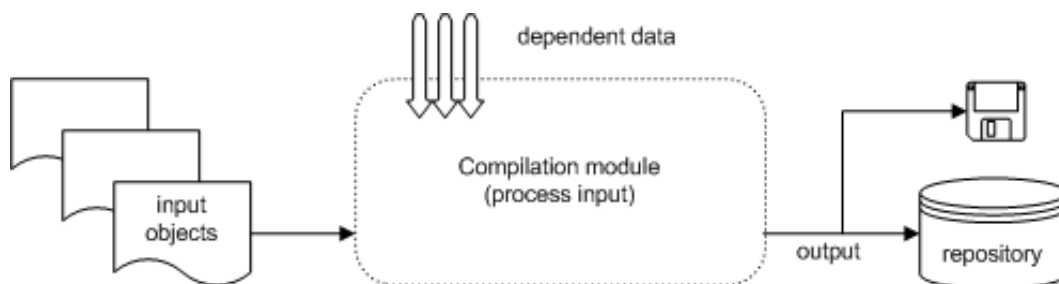 dependent data
Compilation module
(process input)
input
objects
output
repository